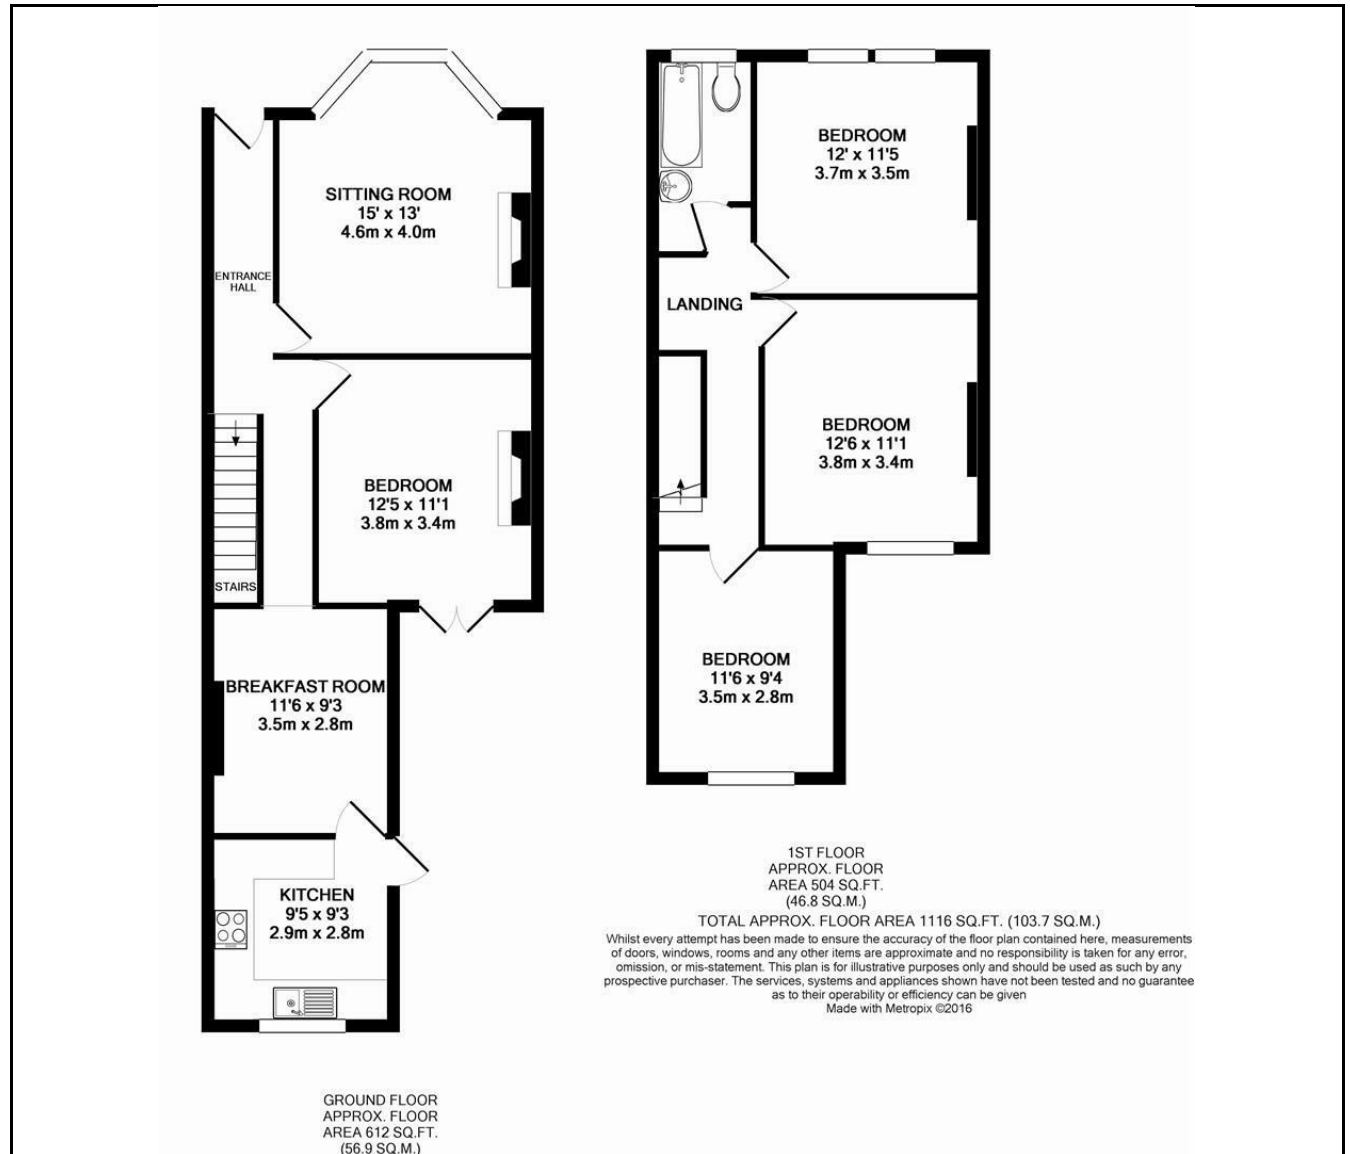 SITTING ROOM
15' x 13'
4.6m x 4.0m
ENTRANCE
HALL
BEDROOM
12'5 x 11'1
3.8m x 3.4m
STAIRS
BREAKFAST ROOM
11'6 x 9'3
3.5m x 2.8m
KITCHEN
9'5 x 9'3
2.9m x 2.8m
GROUND FLOOR
APPROX. FLOOR
AREA 612 SQ.FT.
(56.9 SQ.M.)
BEDROOM
12' x 11'5
3.7m x 3.5m
LANDING
BEDROOM
12'6 x 11'1
3.8m x 3.4m
BEDROOM
11'6 x 9'4
3.5m x 2.8m
1ST FLOOR
APPROX. FLOOR
AREA 504 SQ.FT.
(46.8 SQ.M.)
TOTAL APPROX. FLOOR AREA 1116 SQ.FT. (103.7 SQ.M.)
Whilst every attempt has been made to ensure the accuracy of the floor plan contained here, measurements
of doors, windows, rooms and any other items are approximate and no responsibility is taken for any error,
omission, or mis-statement. This plan is for illustrative purposes only and should be used as such by any
prospective purchaser. The services, systems and appliances shown have not been tested and no guarantee
as to their operability or efficiency can be given
Made with Metropix ©2016